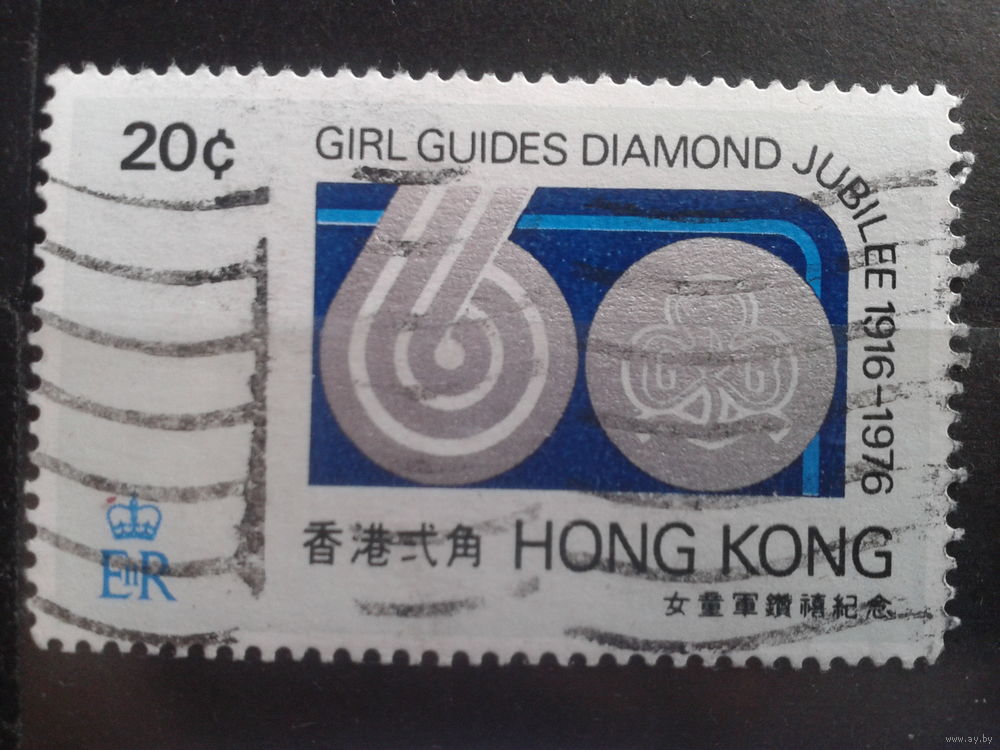 20¢
GIRL GUIDES DIAMOND JUBILEE 1916-1976
60
G G
EIIR
香港弍角 HONG KONG
女童軍鑽禧紀念
www.ay.by